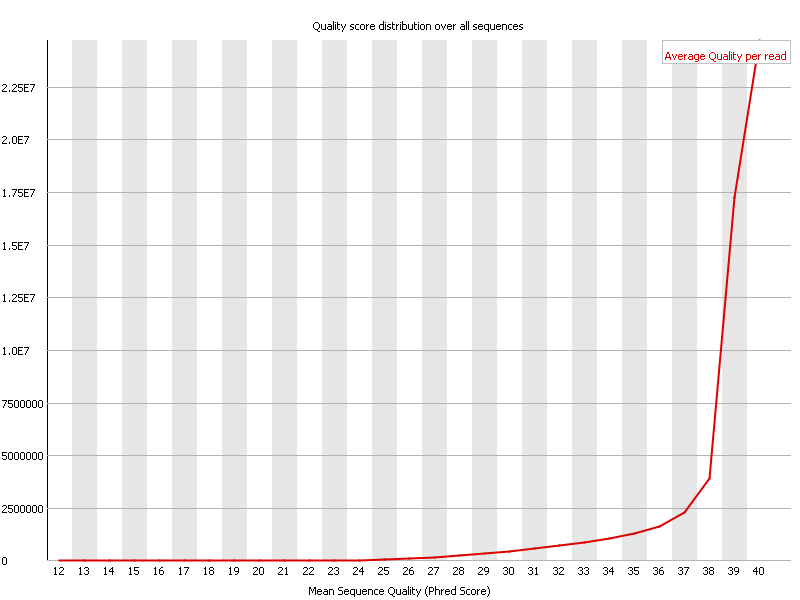 Quality score distribution over all sequences
Average Quality per read
2.25E7
2.0E7
1.75E7
1.5E7
1.25E7
1.0E7
7500000
5000000
2500000
0
12 13 14 15 16 17 18 19 20 21 22 23 24 25 26 27 28 29 30 31 32 33 34 35 36 37 38 39 40
Mean Sequence Quality (Phred Score)